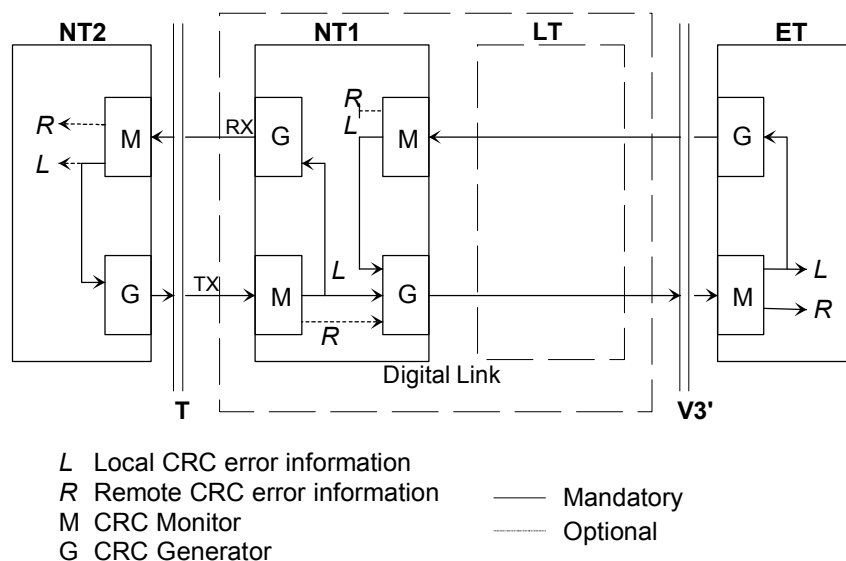 NT2 NT1 LT ET
R M RX G R L M G
L
G TX M L G M L
R R
Digital Link
T V3'
L Local CRC error information
R Remote CRC error information
M CRC Monitor
G CRC Generator
Mandatory
Optional